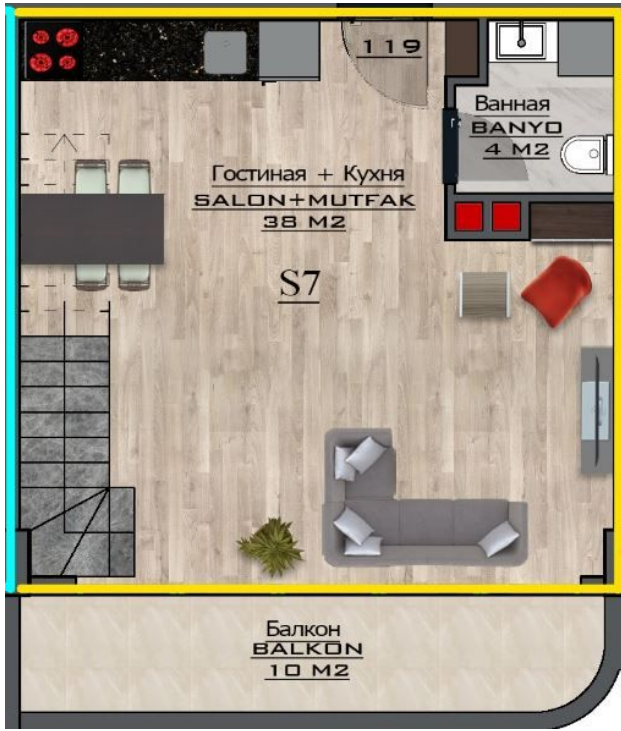 119
Ванная
BANYO
4 M2
Гостиная + Кухня
SALON+MUTFAK
38 M2
S7
Балкон
BALKON
10 M2